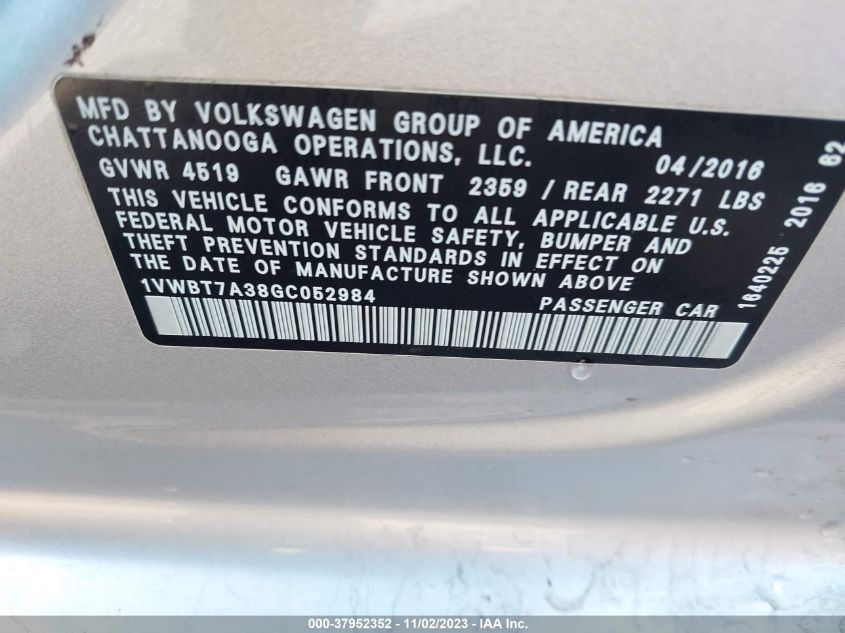 MFD BY VOLKSWAGEN GROUP OF AMERICA
CHATTANOOGA OPERATIONS, LLC. 04/2016
GVWR 4519 GAWR FRONT 2359 / REAR 2271 LBS
THIS VEHICLE CONFORMS TO ALL APPLICABLE U.S.
FEDERAL MOTOR VEHICLE SAFETY, BUMPER AND
THEFT PREVENTION STANDARDS IN EFFECT ON
THE DATE OF MANUFACTURE SHOWN ABOVE
1VWBT7A38GC052984 PASSENGER CAR
1640225 2016 62
000-37952352 - 11/02/2023 - IAA Inc.